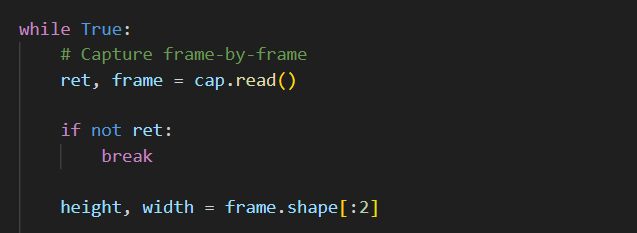 while True:
    # Capture frame-by-frame
    ret, frame = cap.read()
    if not ret:
        break
    height, width = frame.shape[:2]